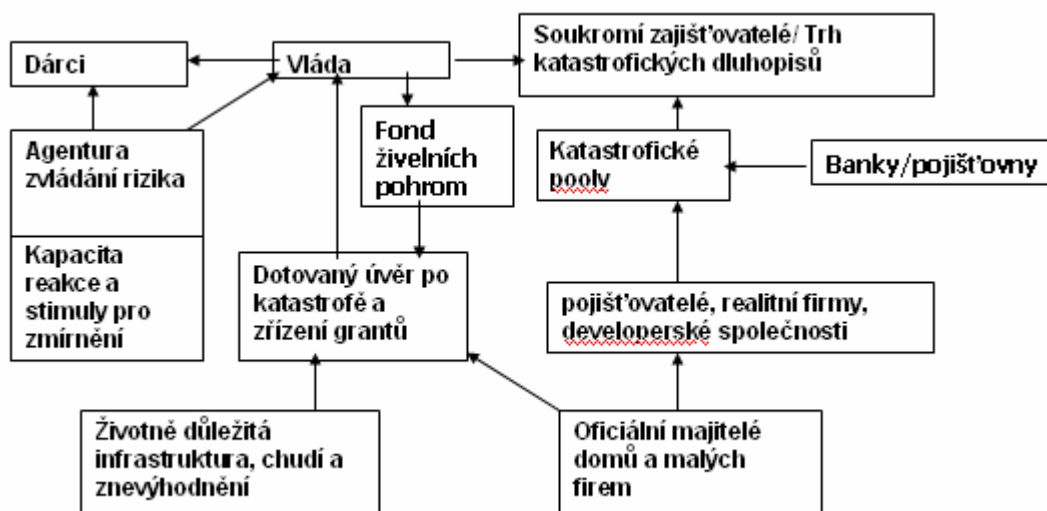 Dárci
Vláda
Soukromí zajišťovatelé/ Trh
katastrofických dluhopisů
Agentura
zvládání rizika
Fond
živelních
pohrom
Katastrofické
pooly
Banky/pojišťovny
Kapacita
reakce a
stimuly pro
zmírnění
Dotovaný úvěr po
katastrofě a
zřízení grantů
pojišťovatelé, realitní firmy,
developerské společnosti
Životně důležitá
infrastruktura, chudí a
znevýhodnění
Oficiální majitelé
domů a malých
firem